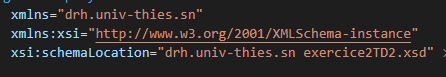 xmlns="drh.univ-thies.sn"
xmlns:xsi="http://www.w3.org/2001/XMLSchema-instance"
xsi:schemaLocation="drh.univ-thies.sn exercice2TD2.xsd" >